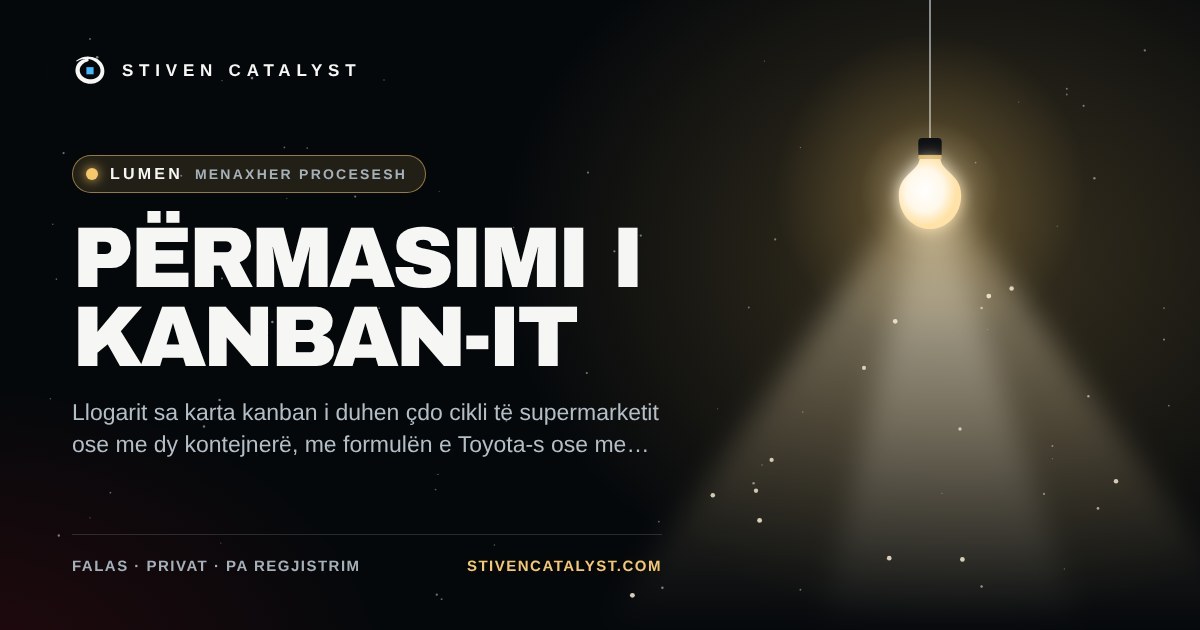 STIVEN CATALYST
LUMEN MENAXHER PROCESESH
PËRMASIMI I
KANBAN-IT
Llogarit sa karta kanban i duhen çdo cikli të supermarketit
ose me dy kontejnerë, me formulën e Toyota-s ose me…
FALAS · PRIVAT · PA REGJISTRIM
STIVENCATALYST.COM